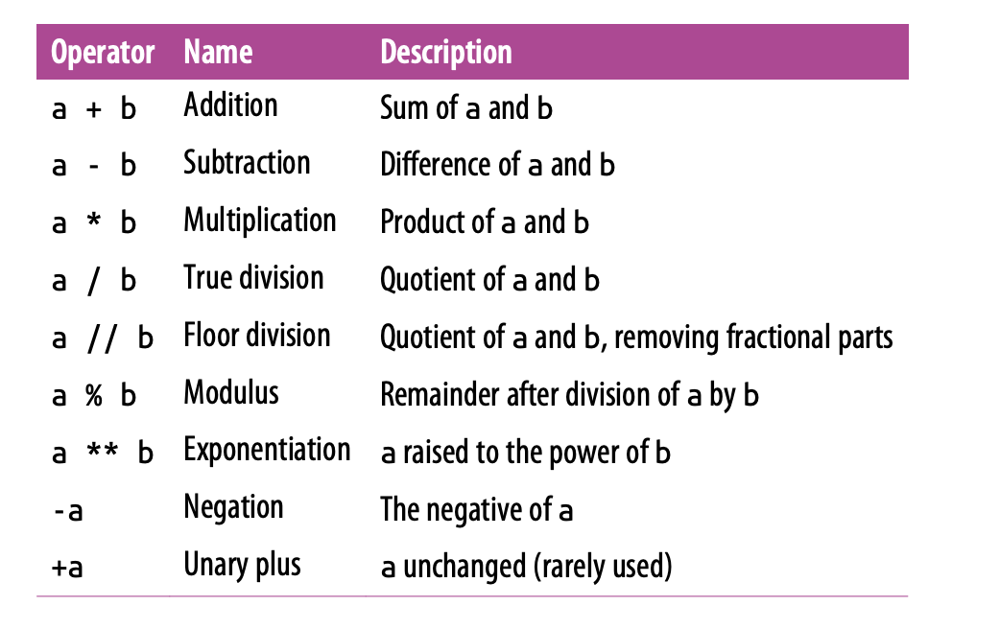 Operator Name Description
a + b Addition Sum of a and b
a - b Subtraction Difference of a and b
a * b Multiplication Product of a and b
a / b True division Quotient of a and b
a // b Floor division Quotient of a and b, removing fractional parts
a % b Modulus Remainder after division of a by b
a ** b Exponentiation a raised to the power of b
-a Negation The negative of a
+a Unary plus a unchanged (rarely used)